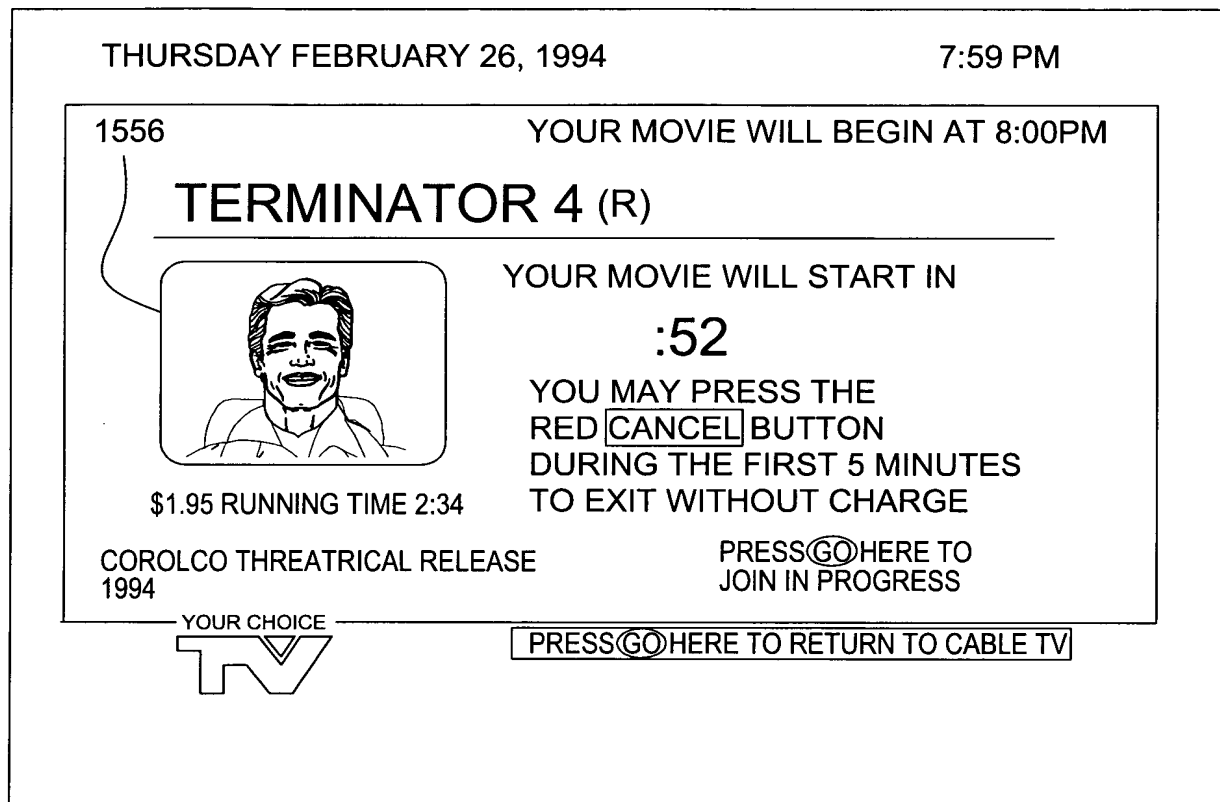 THURSDAY FEBRUARY 26, 1994 7:59 PM
1556 YOUR MOVIE WILL BEGIN AT 8:00PM
TERMINATOR 4 (R)
YOUR MOVIE WILL START IN
:52
YOU MAY PRESS THE
RED CANCEL BUTTON
DURING THE FIRST 5 MINUTES
TO EXIT WITHOUT CHARGE
$1.95 RUNNING TIME 2:34
COROLCO THREATRICAL RELEASE
1994
PRESS GO HERE TO
JOIN IN PROGRESS
YOUR CHOICE
TV
PRESS GO HERE TO RETURN TO CABLE TV